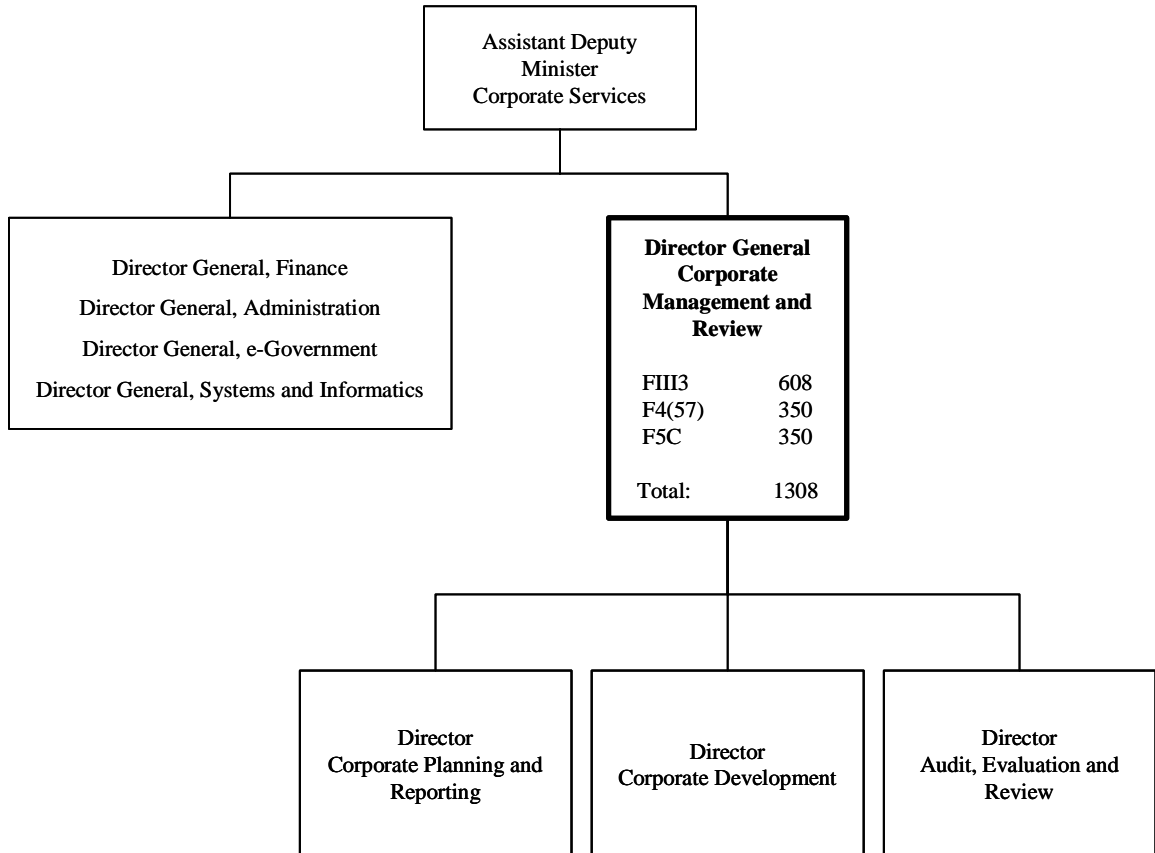 Assistant Deputy
Minister
Corporate Services
Director General, Finance
Director General, Administration
Director General, e-Government
Director General, Systems and Informatics
Director General
Corporate
Management and
Review
FIII3 608
F4(57) 350
F5C 350
Total: 1308
Director
Corporate Planning and
Reporting
Director
Corporate Development
Director
Audit, Evaluation and
Review